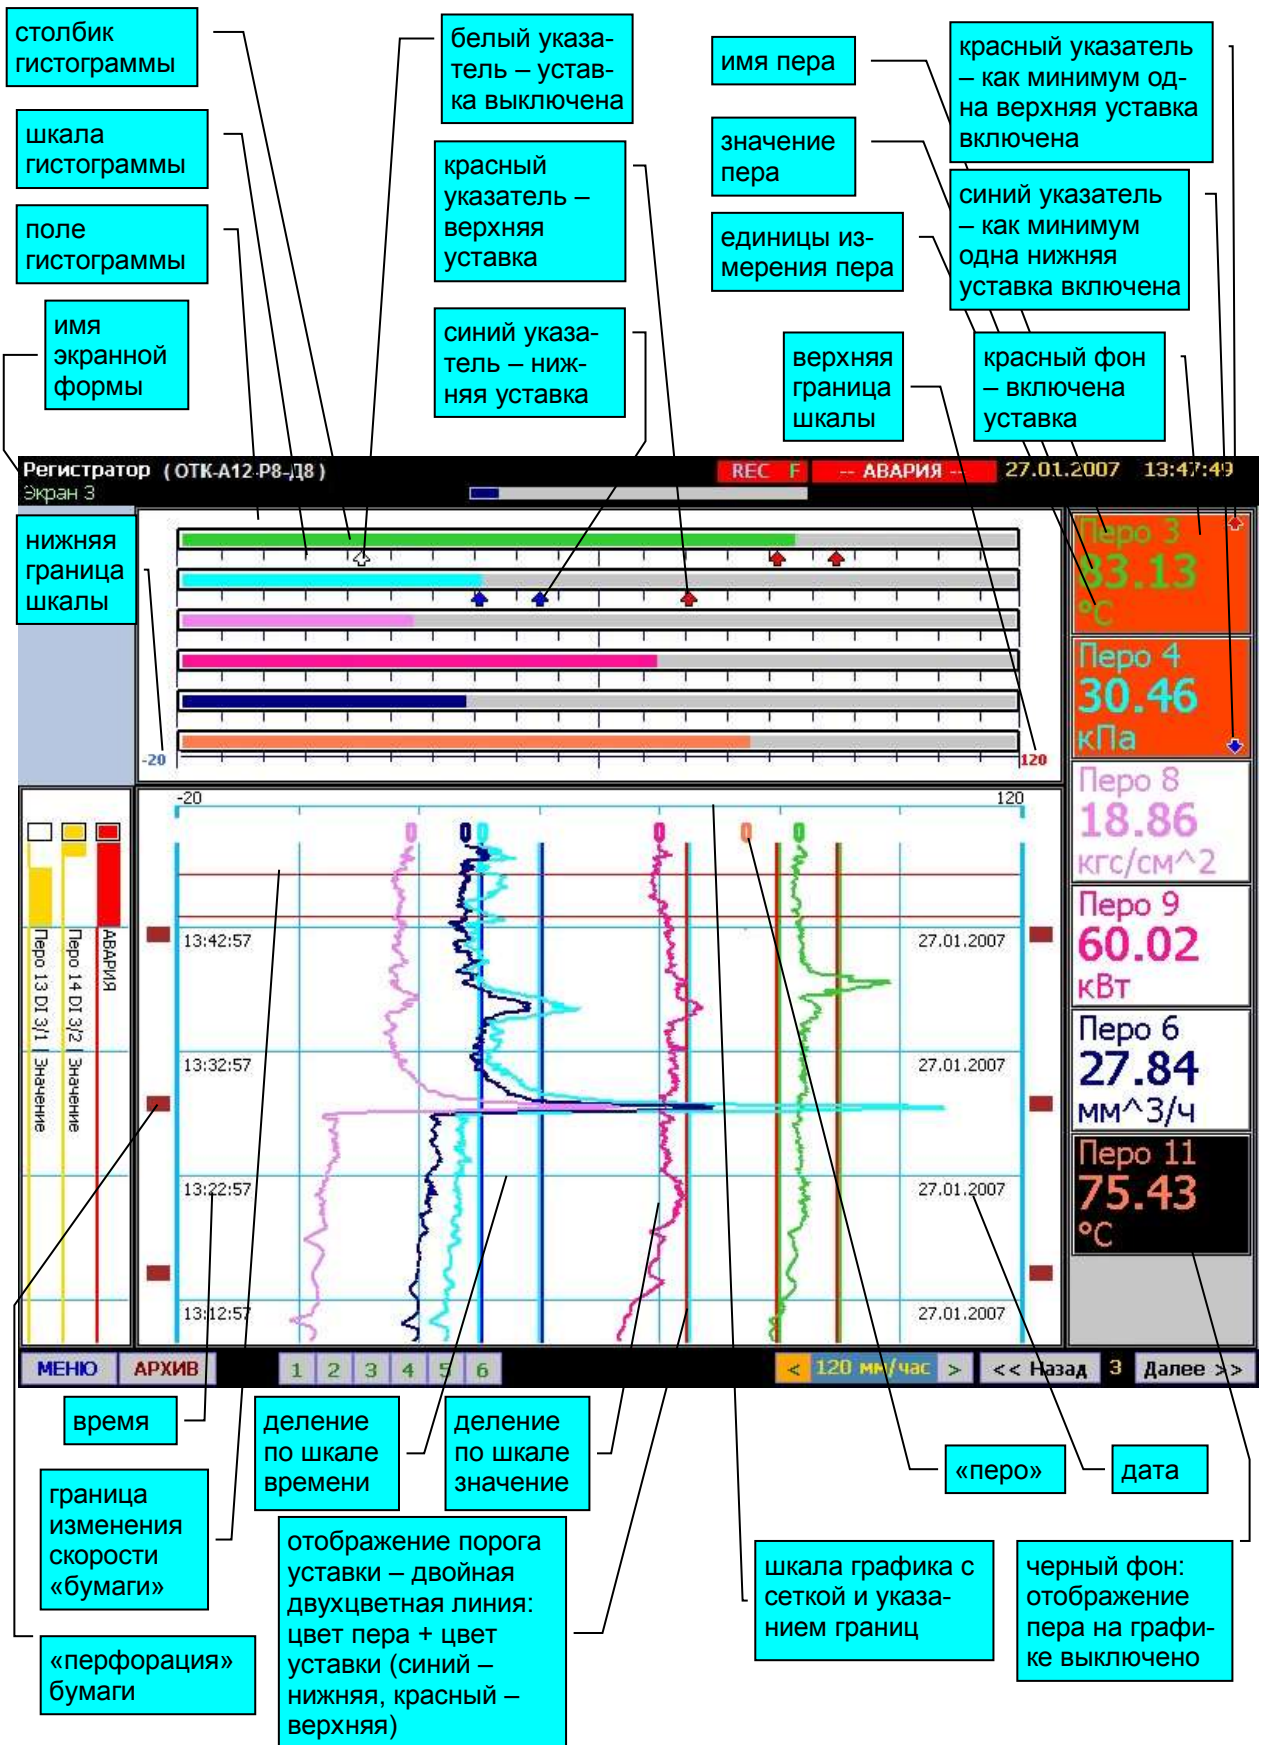 столбик
гистограммы
белый указа-
тель – устав-
ка выключена
имя пера
красный указатель
– как минимум од-
на верхняя уставка
включена
шкала
гистограммы
красный
указатель –
верхняя
уставка
значение
пера
синий указатель
– как минимум
одна нижняя
уставка включена
поле
гистограммы
единицы из-
мерения пера
имя
экранной
формы
синий указа-
тель – ниж-
няя уставка
верхняя
граница
шкалы
красный фон
– включена
уставка
Регистратор ( ОТК-А12-Р8-Д8 )
REC F
-- АВАРИЯ --
27.01.2007 13:47:49
Экран 3
нижняя
граница
шкалы
-20
120
Перо 3
83.13
°C
Перо 4
30.46
кПа
Перо 8
18.86
кгс/см^2
Перо 9
60.02
кВт
Перо 6
27.84
мм^3/ч
Перо 11
75.43
°C
-20
120
13:42:57
27.01.2007
13:32:57
27.01.2007
13:22:57
27.01.2007
13:12:57
27.01.2007
АВАРИЯ
Перо 14 DI 3/2 | Значение
Перо 13 DI 3/1 | Значение
МЕНЮ
АРХИВ
1 2 3 4 5 6
< 120 мм/час >
<< Назад 3 Далее >>
время
деление
по шкале
времени
деление
по шкале
значение
«перо»
дата
граница
изменения
скорости
«бумаги»
отображение порога
уставки – двойная
двухцветная линия:
цвет пера + цвет
уставки (синий –
нижняя, красный –
верхняя)
шкала графика с
сеткой и указа-
нием границ
черный фон:
отображение
пера на графи-
ке выключено
«перфорация»
бумаги